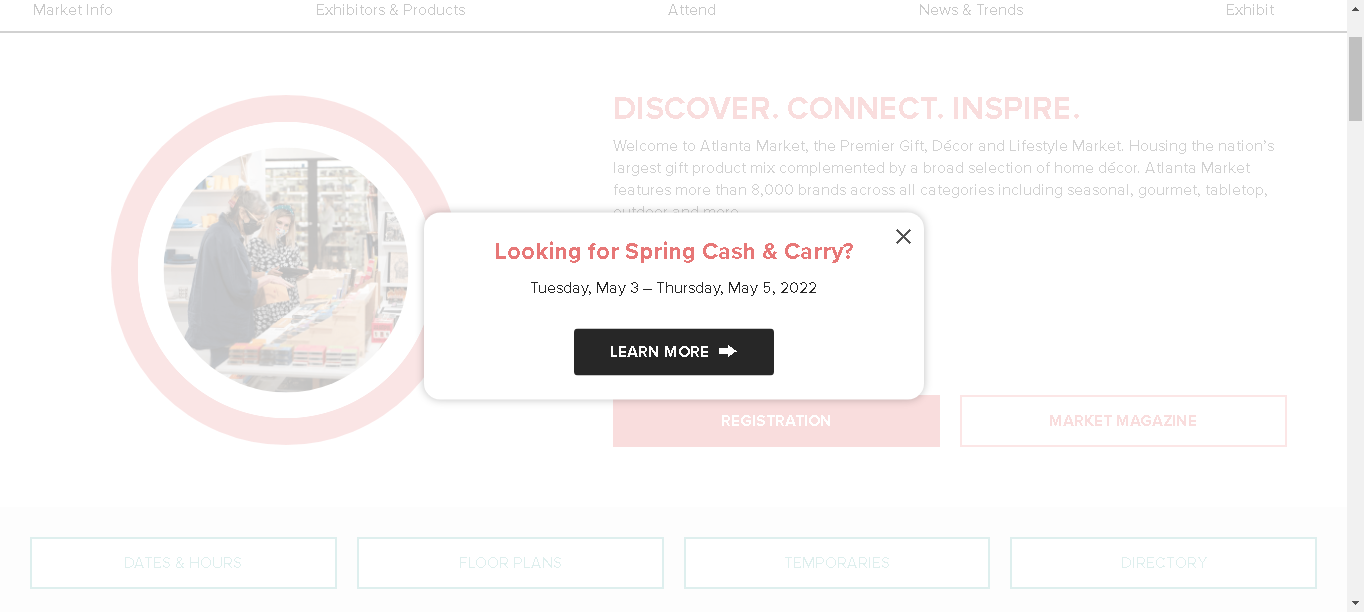 Market Info
Exhibitors & Products
Attend
News & Trends
Exhibit
DISCOVER. CONNECT. INSPIRE.
Welcome to Atlanta Market, the Premier Gift, Décor and Lifestyle Market. Housing the nation's
largest gift product mix complemented by a broad selection of home décor. Atlanta Market
features more than 8,000 brands across all categories including seasonal, gourmet, tabletop,
outdoor and more.
Looking for Spring Cash & Carry?
Tuesday, May 3 – Thursday, May 5, 2022
LEARN MORE
REGISTRATION
MARKET MAGAZINE
DATES & HOURS
FLOOR PLANS
TEMPORARIES
DIRECTORY